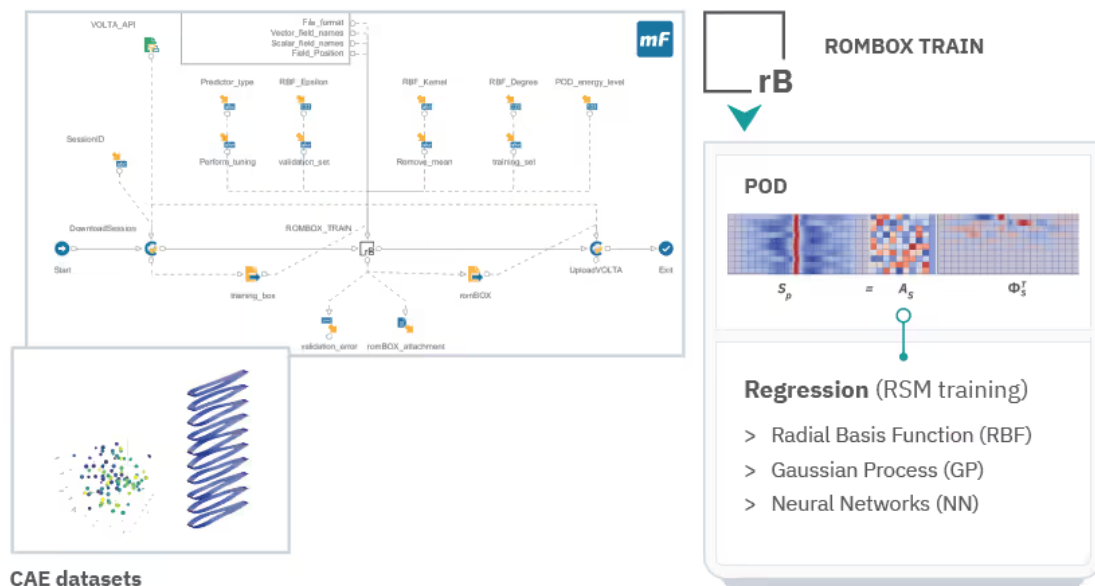 VOLTA_API
File_format
Vector_field_names
Scalar_field_names
Field_Position
mF
Predictor_type
RBF_Epsilon
RBF_Kernel
RBF_Degree
POD_energy_level
SessionID
Perform_tuning
validation_set
Remove_mean
training_set
DownloadSession
ROMBOX_TRAIN
rB
Start
UploadVOLTA
Exit
training_box
romBOX
validation_error
romBOX_attachment
CAE datasets
rB
ROMBOX TRAIN
POD
Sp = As ΦsT
Regression (RSM training)
> Radial Basis Function (RBF)
> Gaussian Process (GP)
> Neural Networks (NN)